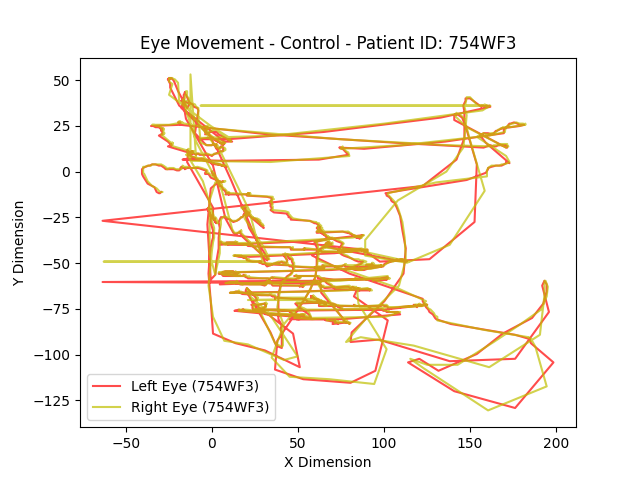 Eye Movement - Control - Patient ID: 754WF3
50
25
0
−25
−50
−75
−100
−125
Y Dimension
Left Eye (754WF3)
Right Eye (754WF3)
−50
0
50
100
150
200
X Dimension